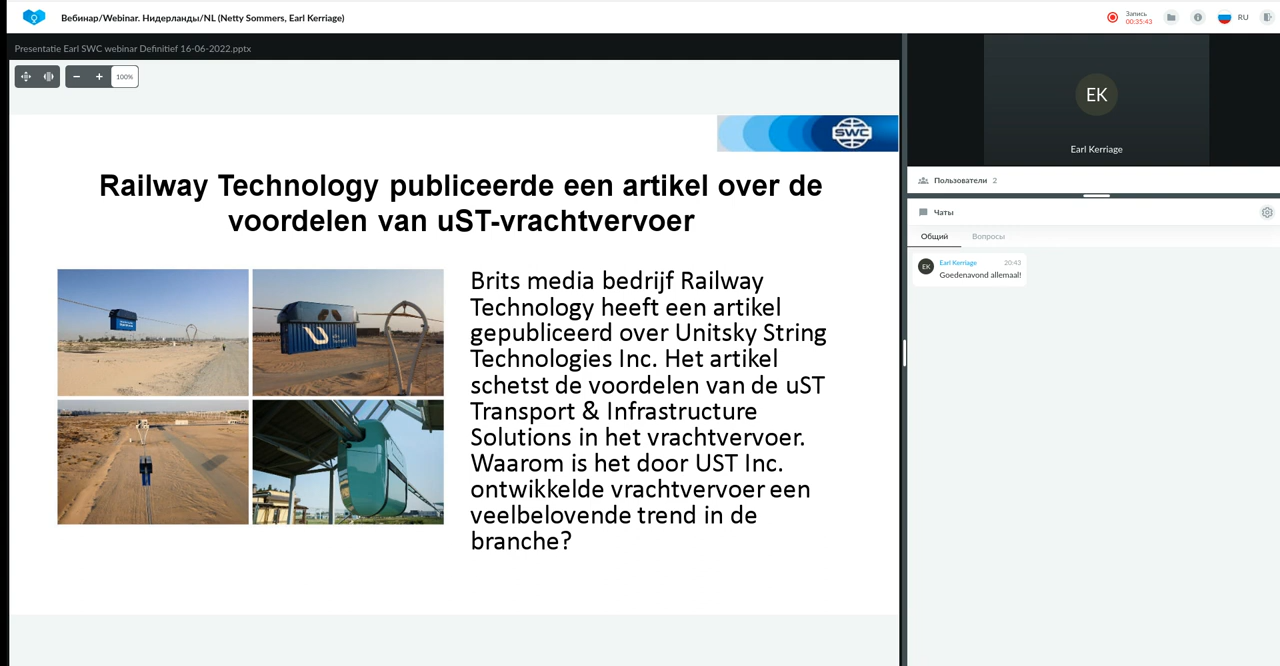 Вебинар/Webinar. Нидерланды/NL (Netty Sommers, Earl Kerriage)
Запись
00:35:43
RU
Presentatie Earl SWC webinar Definitief 16-06-2022.pptx
100%
SWC
Railway Technology publiceerde een artikel over de
voordelen van uST-vrachtvervoer
Brits media bedrijf Railway
Technology heeft een artikel
gepubliceerd over Unitsky String
Technologies Inc. Het artikel
schetst de voordelen van de uST
Transport & Infrastructure
Solutions in het vrachtvervoer.
Waarom is het door UST Inc.
ontwikkelde vrachtvervoer een
veelbelovende trend in de
branche?
EK
Earl Kerriage
Пользователи 2
Чаты
Общий Вопросы
EK
Earl Kerriage 20:43
Goedenavond allemaal!